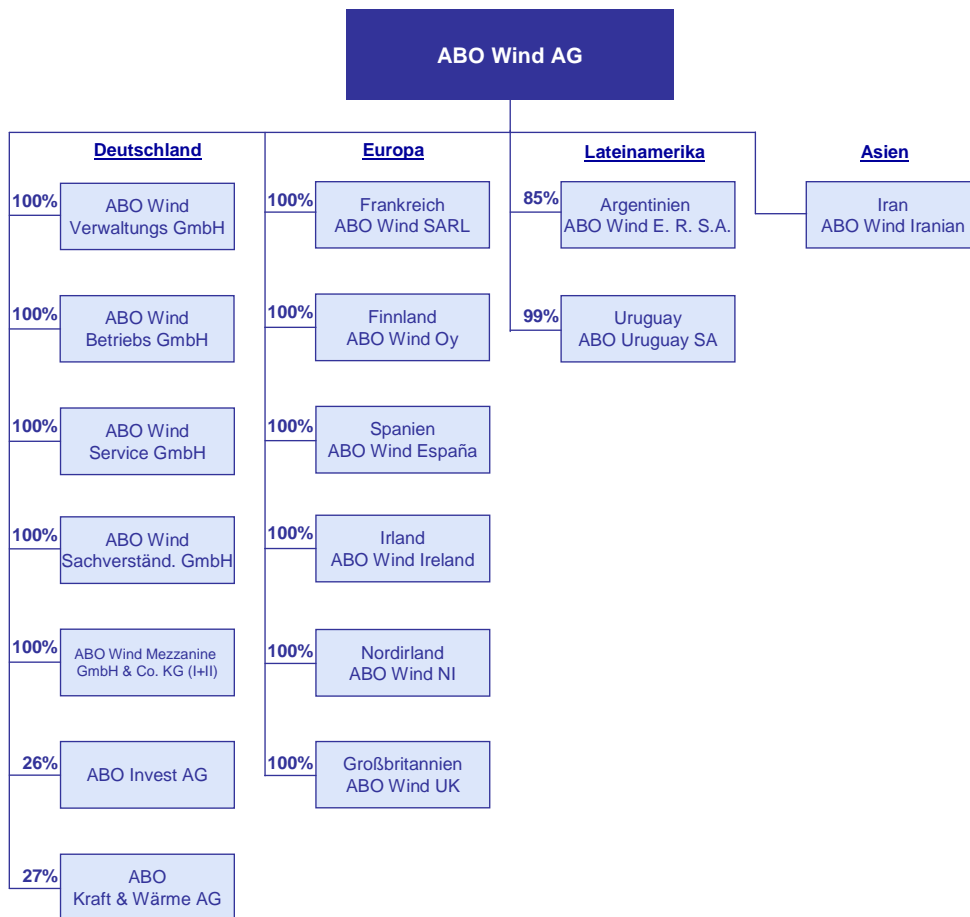 ABO Wind AG
Deutschland
100%
ABO Wind
Verwaltungs GmbH
100%
ABO Wind
Betriebs GmbH
100%
ABO Wind
Service GmbH
100%
ABO Wind
Sachverständ. GmbH
100%
ABO Wind Mezzanine
GmbH & Co. KG (I+II)
26%
ABO Invest AG
27%
ABO
Kraft & Wärme AG
Europa
100%
Frankreich
ABO Wind SARL
100%
Finnland
ABO Wind Oy
100%
Spanien
ABO Wind España
100%
Irland
ABO Wind Ireland
100%
Nordirland
ABO Wind NI
100%
Großbritannien
ABO Wind UK
Lateinamerika
85%
Argentinien
ABO Wind E. R. S.A.
99%
Uruguay
ABO Uruguay SA
Asien
Iran
ABO Wind Iranian